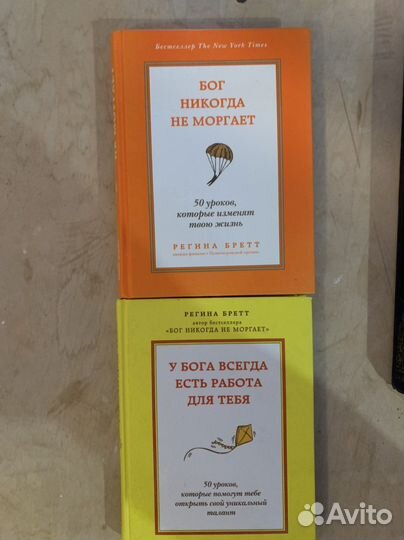 Бестселлер The New York Times
БОГ
НИКОГДА
НЕ МОРГАЕТ
50 уроков,
которые изменят
твою жизнь
РЕГИНА БРЕТТ
РЕГИНА БРЕТТ
автор бестселлера
«БОГ НИКОГДА НЕ МОРГАЕТ»
У БОГА ВСЕГДА
ЕСТЬ РАБОТА
ДЛЯ ТЕБЯ
50 уроков,
которые помогут тебе
открыть свой уникальный
талант
Avito